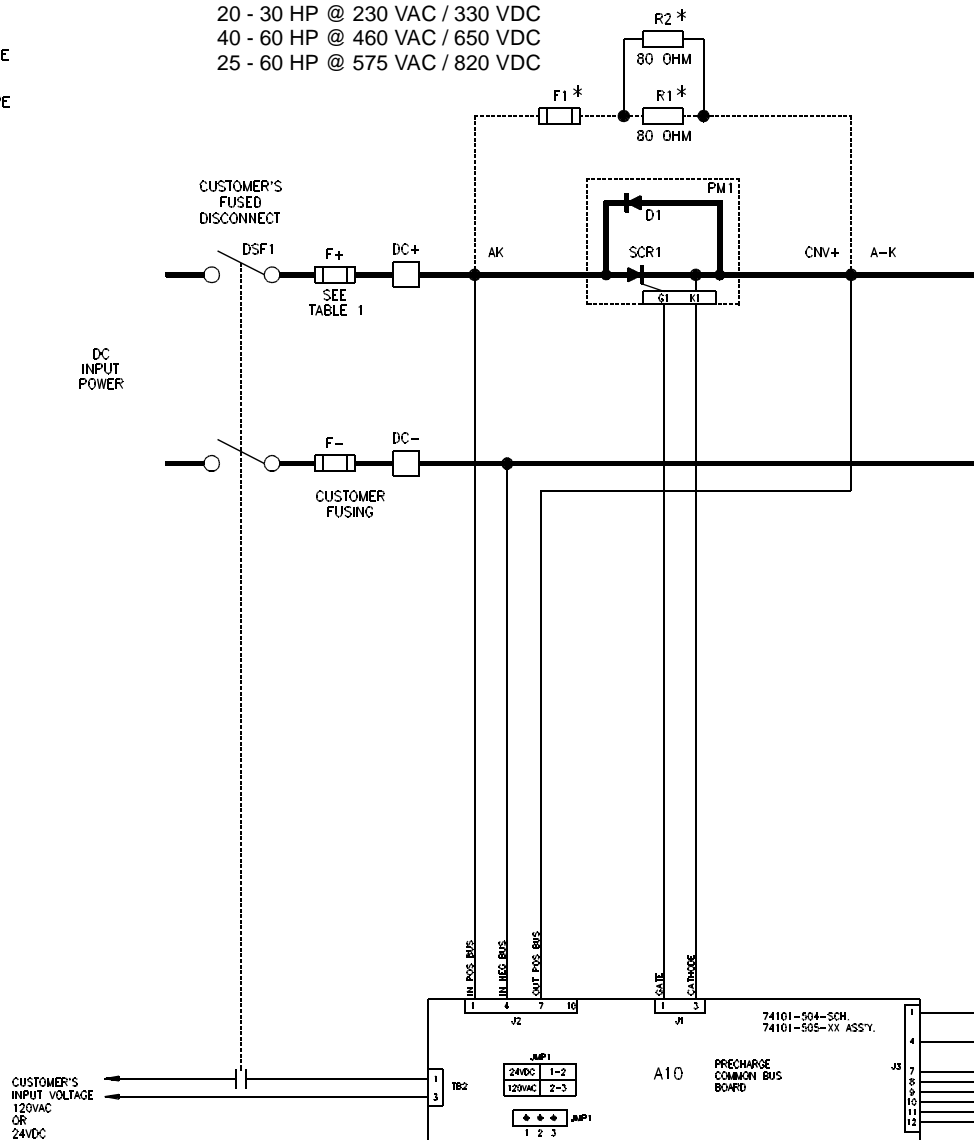 20 - 30 HP @ 230 VAC / 330 VDC
40 - 60 HP @ 460 VAC / 650 VDC
25 - 60 HP @ 575 VAC / 820 VDC
E
PE
R2 *
80 OHM
F1 *
R1 *
80 OHM
CUSTOMER'S
FUSED
DISCONNECT
DSF1
F+
DC+
AK
PM1
D1
SCR1
CNV+
A-K
SEE
TABLE 1
G1
K1
DC
INPUT
POWER
F-
DC-
CUSTOMER
FUSING
IN POS BUS
IN NEG BUS
OUT POS BUS
GATE
CATHODE
1
4
7
10
1
3
J2
J1
74101-504-SCH.
74101-505-XX ASS'Y.
1
4
7
8
9
10
11
12
J3
JMP1
24VDC 1-2
120VAC 2-3
A10
PRECHARGE
COMMON BUS
BOARD
1
3
TB2
JMP1
1 2 3
CUSTOMER'S
INPUT VOLTAGE
120VAC
OR
24VDC